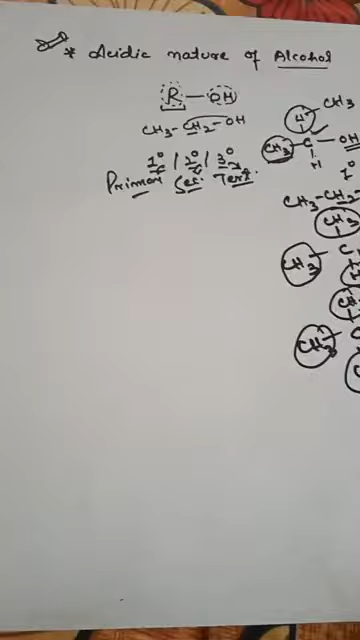 * Acidic nature of Alcohol
R—OH
CH3-CH2-OH
1° / 2° / 3°
Primary Sec. Tert.
CH3
H
CH3—C—OH
H
1°
CH3-CH2-
CH3
CH3 C
CH3 C